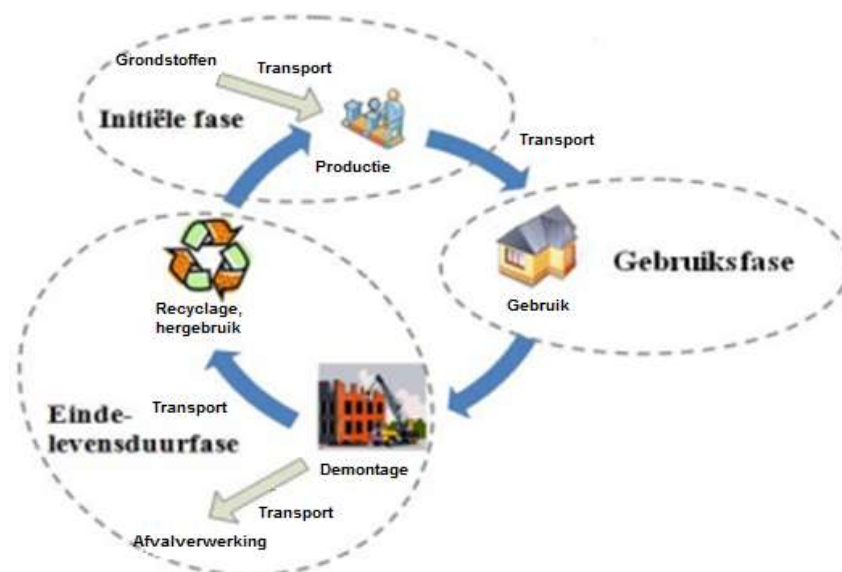 Grondstoffen
Transport
Initiële fase
Productie
Transport
Gebruiksfase
Gebruik
Recyclage,
hergebruik
Transport
Einde-
levensduurfase
Demontage
Transport
Afvalverwerking